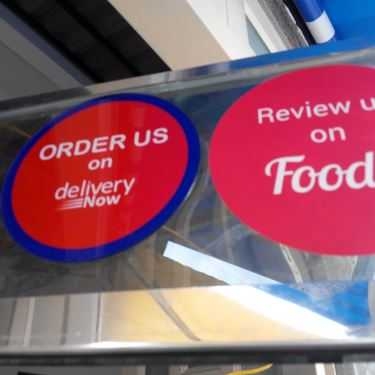 ORDER US
on
delivery
Now
Review u
on
Food